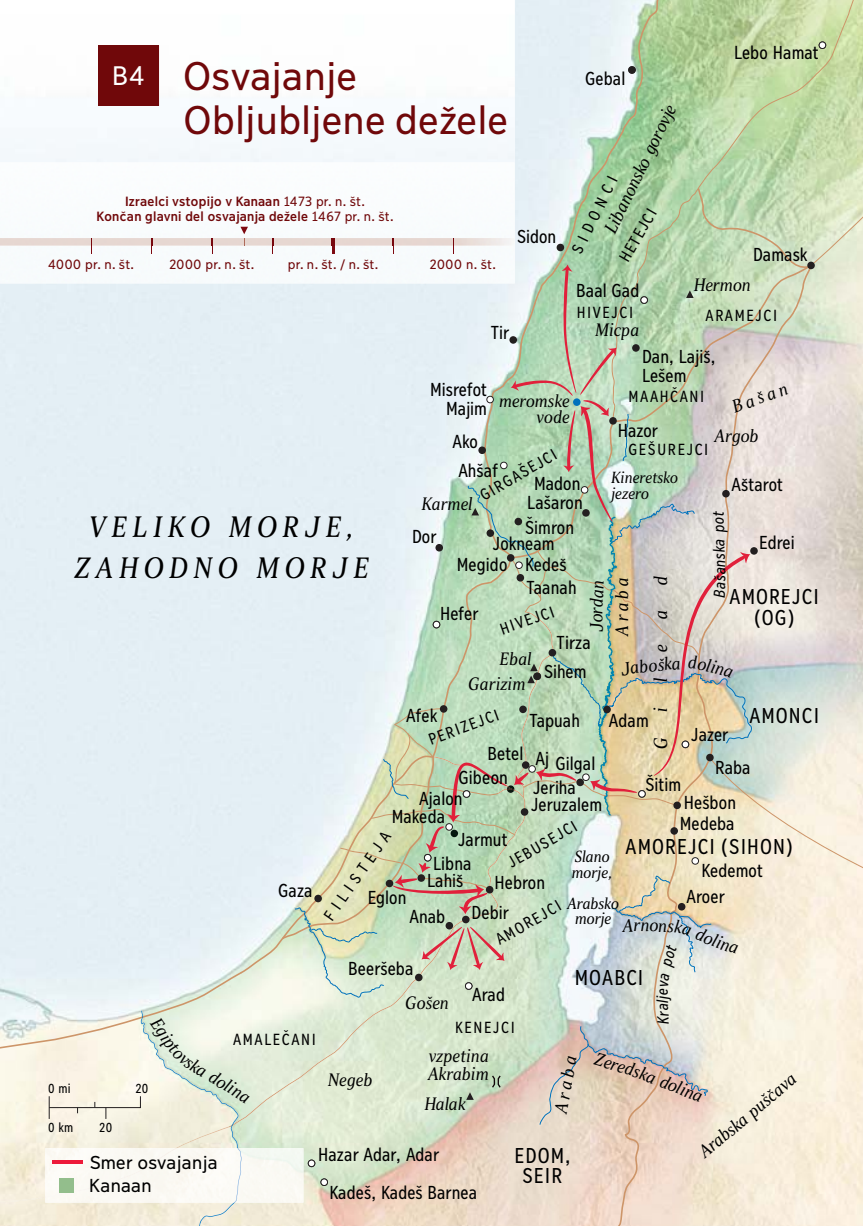 B4
Osvajanje
Obljubljene dežele
Izraelci vstopijo v Kanaan 1473 pr. n. št.
Končan glavni del osvajanja dežele 1467 pr. n. št.
4000 pr. n. št.
2000 pr. n. št.
pr. n. št. / n. št.
2000 n. št.
Lebo Hamat
Gebal
Libanonsko gorovje
SIDONCI
HETEJCI
Sidon
Damask
Baal Gad
Hermon
HIVEJCI
ARAMEJCI
Micpa
Tir
Dan, Lajiš,
Lešem
Misrefot
Majim
meromske
vode
MAAHČANI
Bašan
Hazor
Argob
Ako
GEŠUREJCI
Ahšaf
GIRGAŠEJCI
Kineretsko
jezero
Madon
Lašaron
Aštarot
Karmel
Šimron
Bašanska pot
VELIKO MORJE,
ZAHODNO MORJE
Dor
Jokneam
Edrei
Megido
Kedeš
Taanah
Jordan
Araba
Gilead
AMOREJCI
(OG)
Hefer
HIVEJCI
Tirza
Ebal
Sihem
Jaboška dolina
Garizim
Afek
PERIZEJCI
Tapuah
Adam
AMONCI
Jazer
Betel
Aj
Gilgal
Raba
Gibeon
Jeriha
Šitim
Ajalon
Jeruzalem
Hešbon
Makeda
Medeba
Jarmut
JEBUSEJCI
AMOREJCI (SIHON)
FILISTEJA
Libna
Slano
morje,
Arabsko
morje
Kedemot
Lahiš
Gaza
Eglon
Hebron
Aroer
Anab
Debir
AMOREJCI
Arnonska dolina
Beeršeba
MOABCI
Kraljeva pot
Gošen
Arad
KENEJCI
Egiptovska dolina
AMALEČANI
Negeb
vzpetina
Akrabim
Araba
Zeredska dolina
Halak
Arabska puščava
0 mi
20
0 km
20
Hazar Adar, Adar
EDOM,
SEIR
Smer osvajanja
Kanaan
Kadeš, Kadeš Barnea